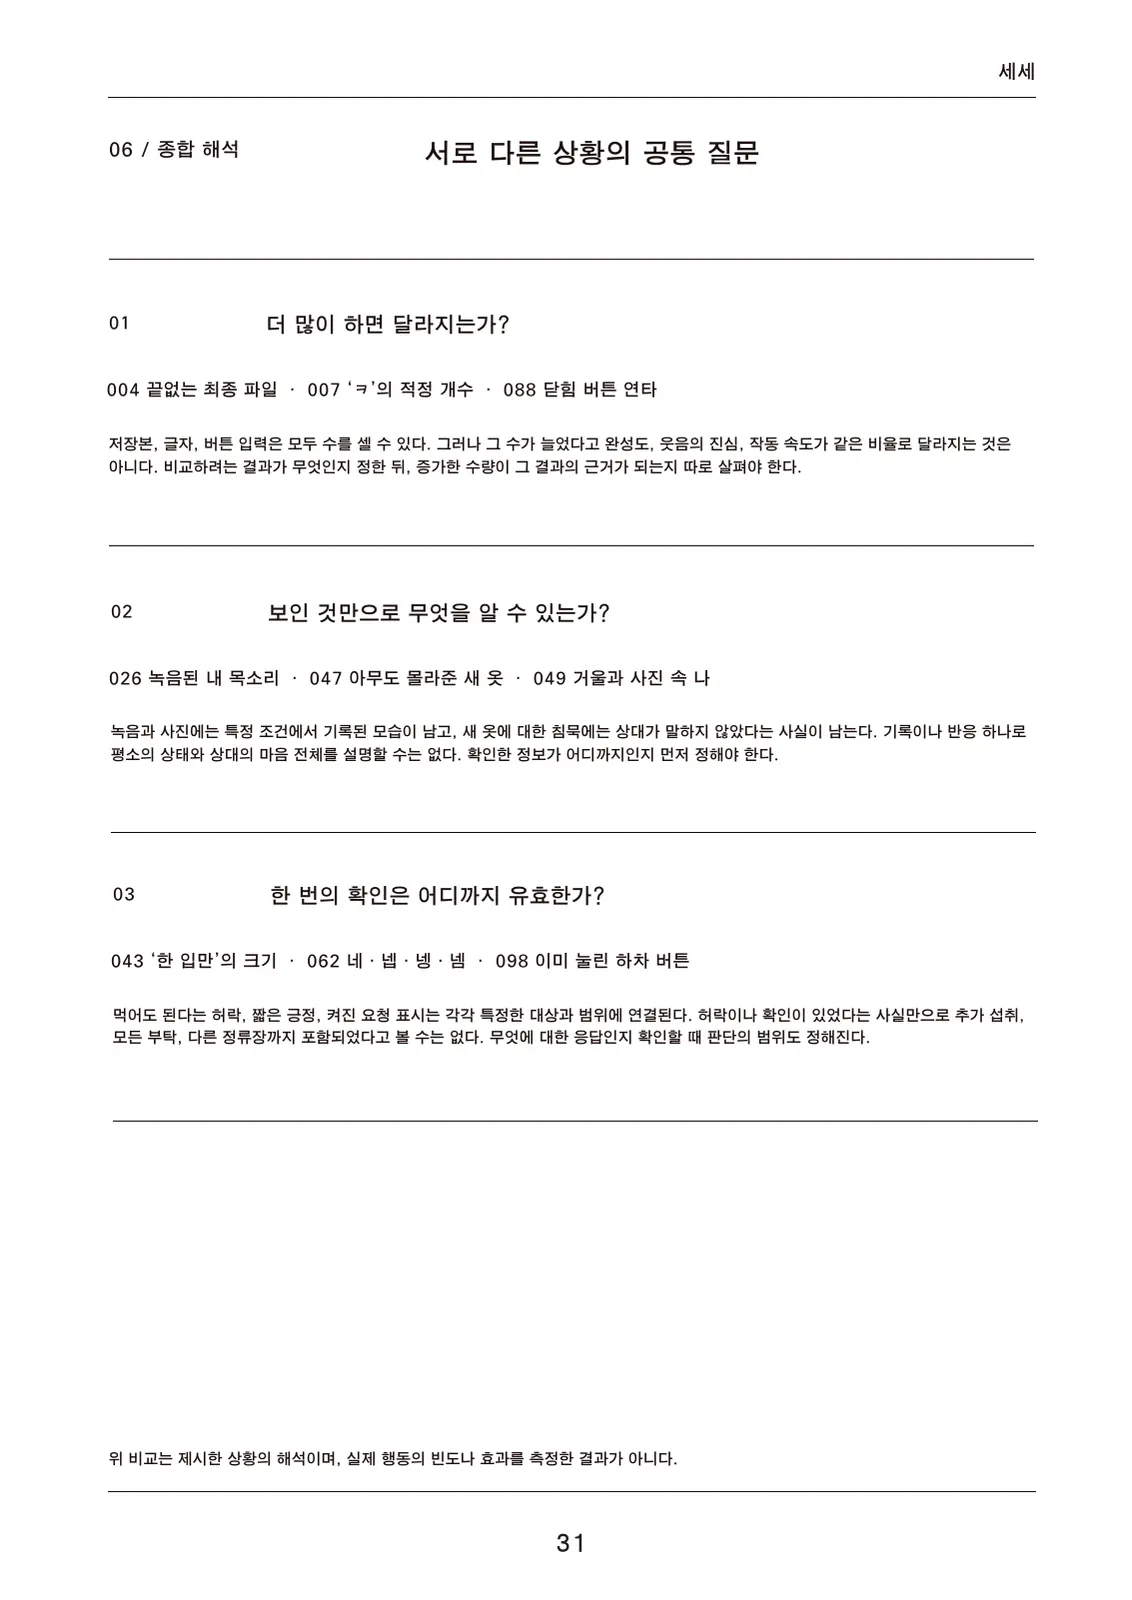 세세
06 / 종합 해석
서로 다른 상황의 공통 질문
01
더 많이 하면 달라지는가?
004 끝없는 최종 파일 · 007 ‘ㅋ’의 적정 개수 · 088 닫힘 버튼 연타
저장본, 글자, 버튼 입력은 모두 수를 셀 수 있다. 그러나 그 수가 늘었다고 완성도, 웃음의 진심, 작동 속도가 같은 비율로 달라지는 것은
아니다. 비교하려는 결과가 무엇인지 정한 뒤, 증가한 수량이 그 결과의 근거가 되는지 따로 살펴야 한다.
02
보인 것만으로 무엇을 알 수 있는가?
026 녹음된 내 목소리 · 047 아무도 몰라준 새 옷 · 049 거울과 사진 속 나
녹음과 사진에는 특정 조건에서 기록된 모습이 남고, 새 옷에 대한 침묵에는 상대가 말하지 않았다는 사실이 남는다. 기록이나 반응 하나로
평소의 상태와 상대의 마음 전체를 설명할 수는 없다. 확인한 정보가 어디까지인지 먼저 정해야 한다.
03
한 번의 확인은 어디까지 유효한가?
043 ‘한 입만’의 크기 · 062 네 · 넵 · 넹 · 넴 · 098 이미 눌린 하차 버튼
먹어도 된다는 허락, 짧은 긍정, 켜진 요청 표시는 각각 특정한 대상과 범위에 연결된다. 허락이나 확인이 있었다는 사실만으로 추가 섭취,
모든 부탁, 다른 정류장까지 포함되었다고 볼 수는 없다. 무엇에 대한 응답인지 확인할 때 판단의 범위도 정해진다.
위 비교는 제시한 상황의 해석이며, 실제 행동의 빈도나 효과를 측정한 결과가 아니다.
31